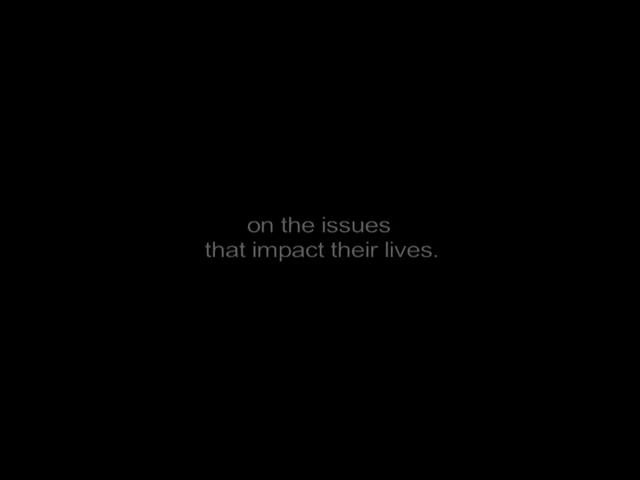 on the issues
that impact their lives.